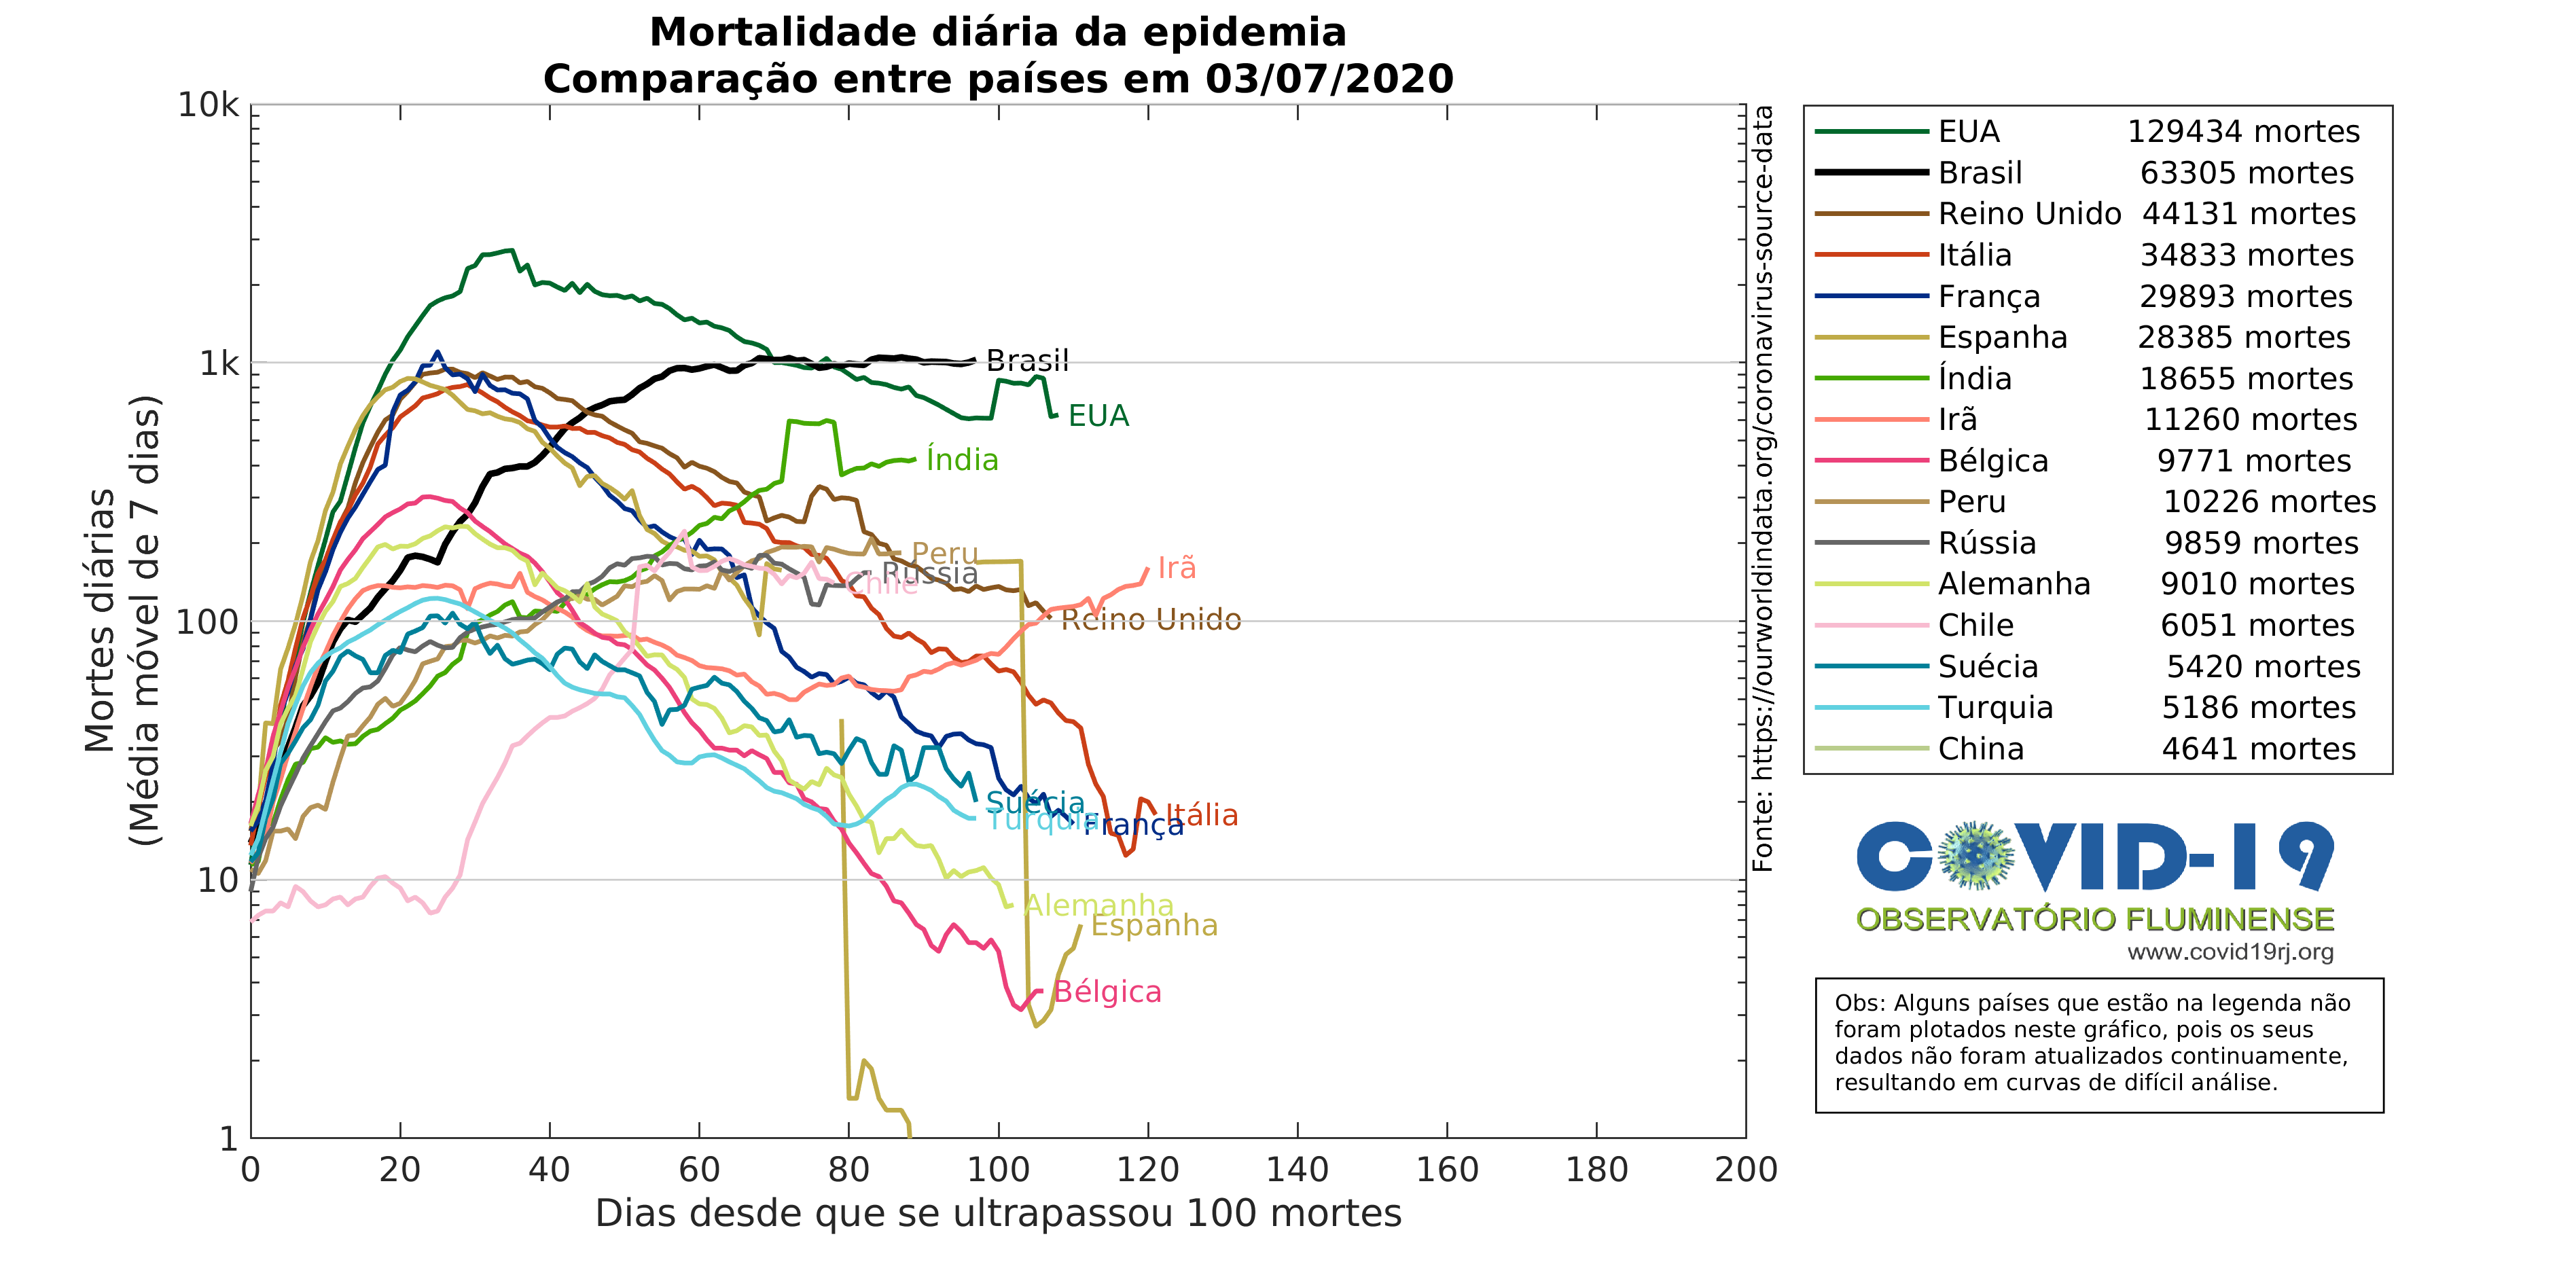 Mortalidade diária da epidemia
Comparação entre países em 03/07/2020
Mortes diárias
(Média móvel de 7 dias)
10k
1k
100
10
1
0 20 40 60 80 100 120 140 160 180 200
Dias desde que se ultrapassou 100 mortes
Brasil
EUA
Índia
Peru
Rússia
Chile
Irã
Reino Unido
Suécia
Turquia
França
Itália
Alemanha
Espanha
Bélgica
Fonte: https://ourworldindata.org/coronavirus-source-data
EUA 129434 mortes
Brasil 63305 mortes
Reino Unido 44131 mortes
Itália 34833 mortes
França 29893 mortes
Espanha 28385 mortes
Índia 18655 mortes
Irã 11260 mortes
Bélgica 9771 mortes
Peru 10226 mortes
Rússia 9859 mortes
Alemanha 9010 mortes
Chile 6051 mortes
Suécia 5420 mortes
Turquia 5186 mortes
China 4641 mortes
COVID-19
OBSERVATÓRIO FLUMINENSE
www.covid19rj.org
Obs: Alguns países que estão na legenda não
foram plotados neste gráfico, pois os seus
dados não foram atualizados continuamente,
resultando em curvas de difícil análise.